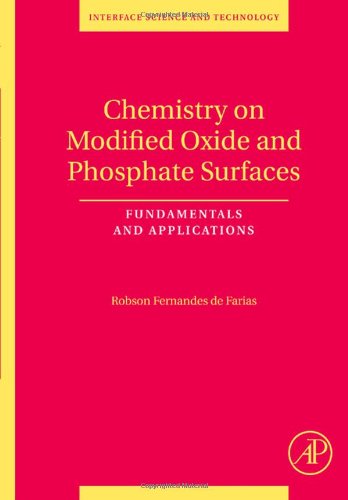 INTERFACE SCIENCE AND TECHNOLOGY
Chemistry on
Modified Oxide and
Phosphate Surfaces
FUNDAMENTALS
AND APPLICATIONS
Robson Fernandes de Farias
AP